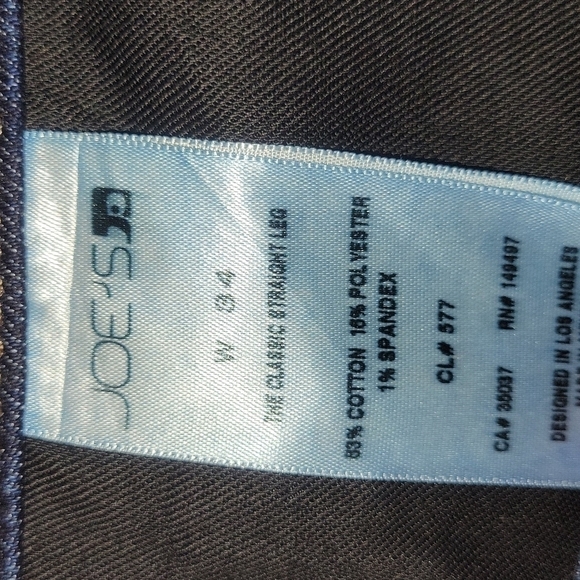 JOE'S
W 34
THE CLASSIC STRAIGHT LEG
83% COTTON 16% POLYESTER
1% SPANDEX
CL# 577
CA# 35037 RN# 149497
DESIGNED IN LOS ANGELES